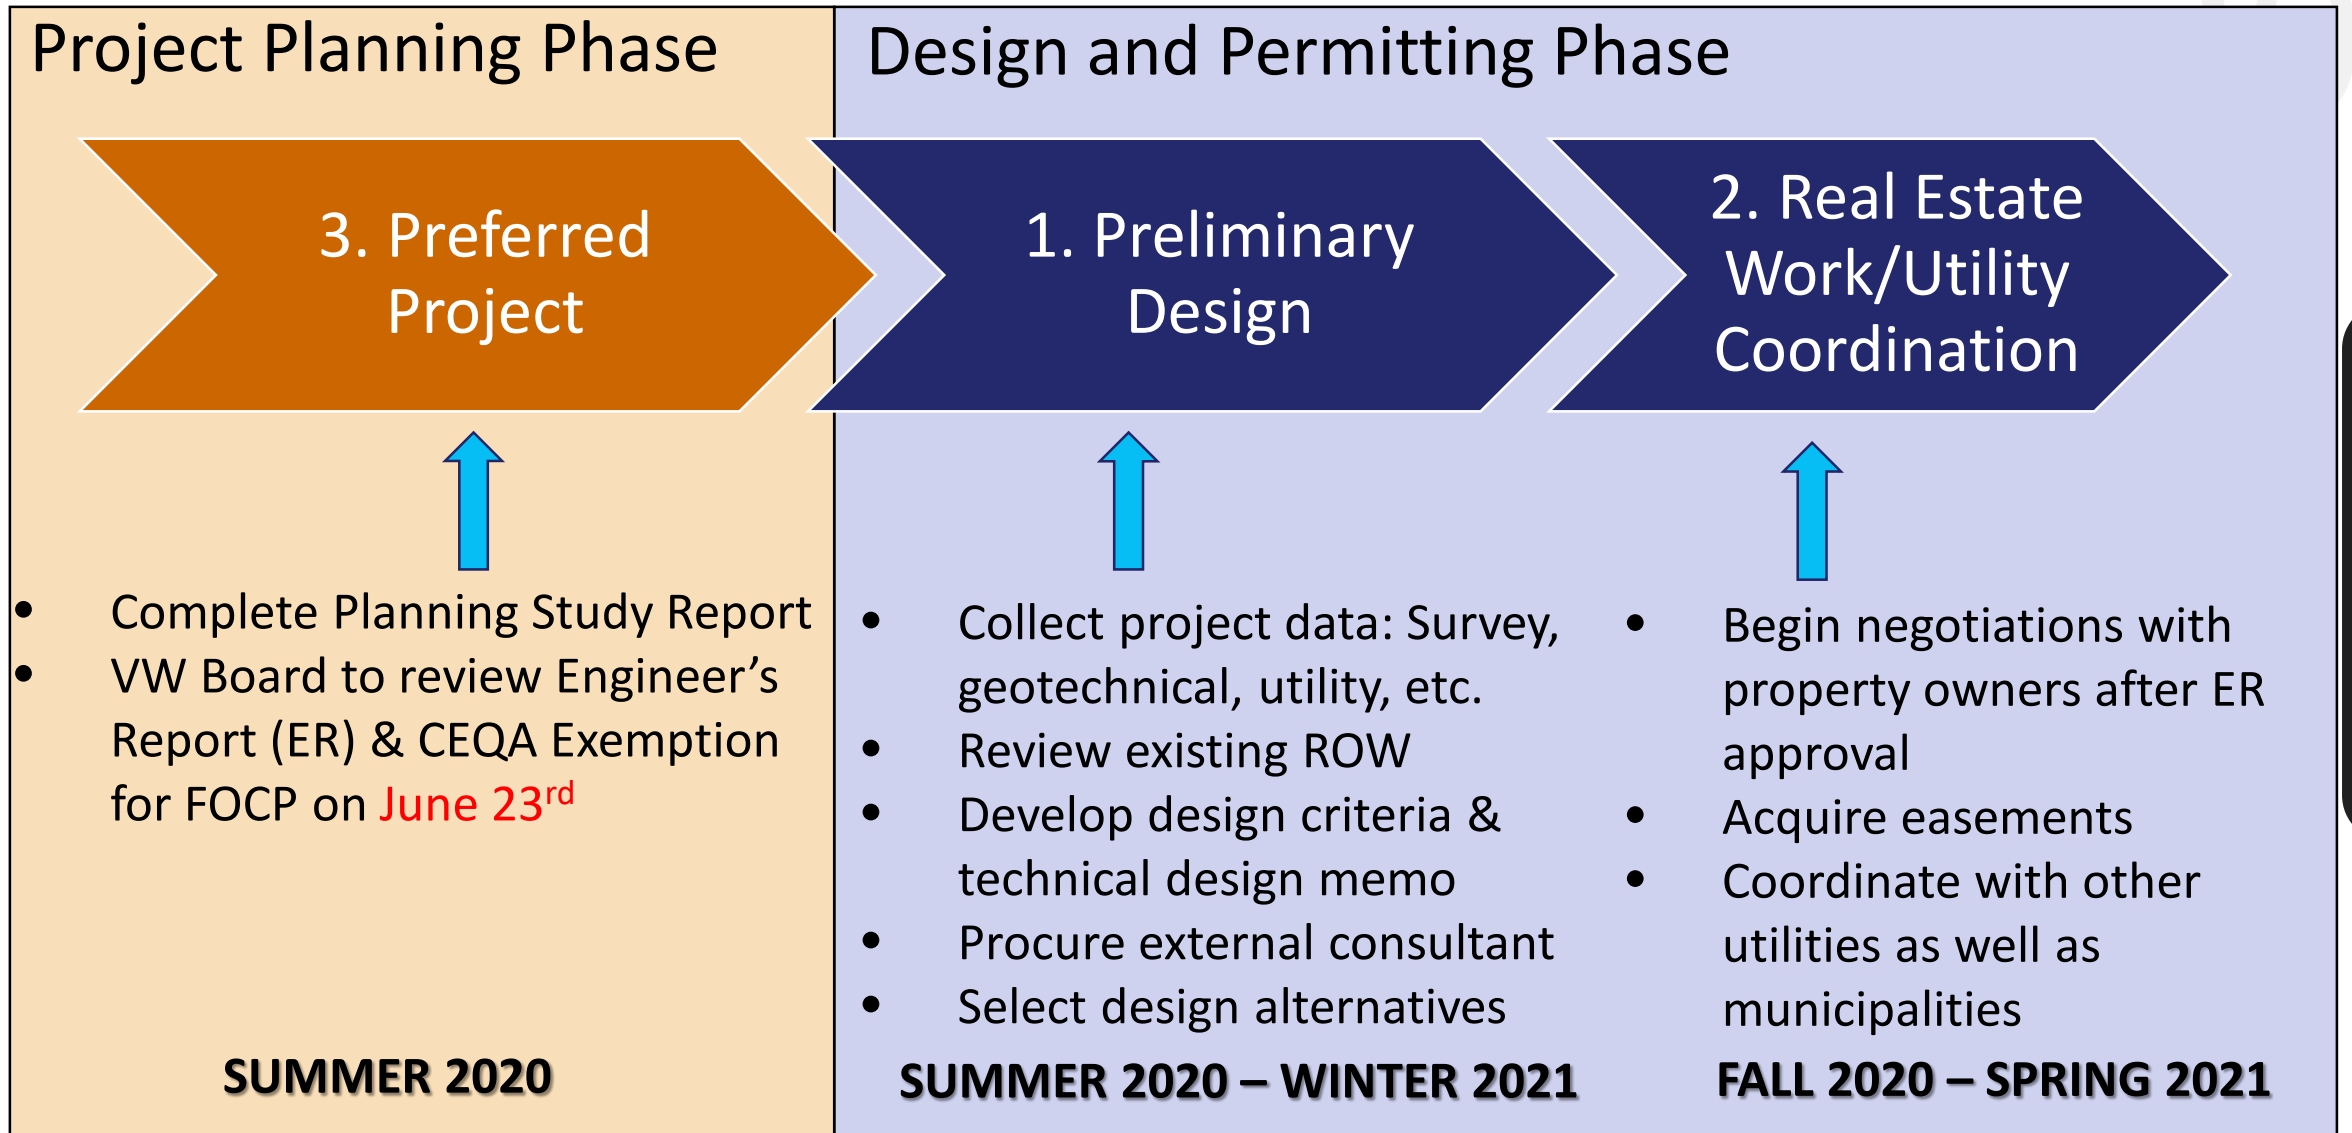 Project Planning Phase
Design and Permitting Phase
3. Preferred
Project
1. Preliminary
Design
2. Real Estate
Work/Utility
Coordination
• Complete Planning Study Report
• VW Board to review Engineer’s
Report (ER) & CEQA Exemption
for FOCP on June 23rd
SUMMER 2020
• Collect project data: Survey,
geotechnical, utility, etc.
• Review existing ROW
• Develop design criteria &
technical design memo
• Procure external consultant
• Select design alternatives
SUMMER 2020 – WINTER 2021
• Begin negotiations with
property owners after ER
approval
• Acquire easements
• Coordinate with other
utilities as well as
municipalities
FALL 2020 – SPRING 2021